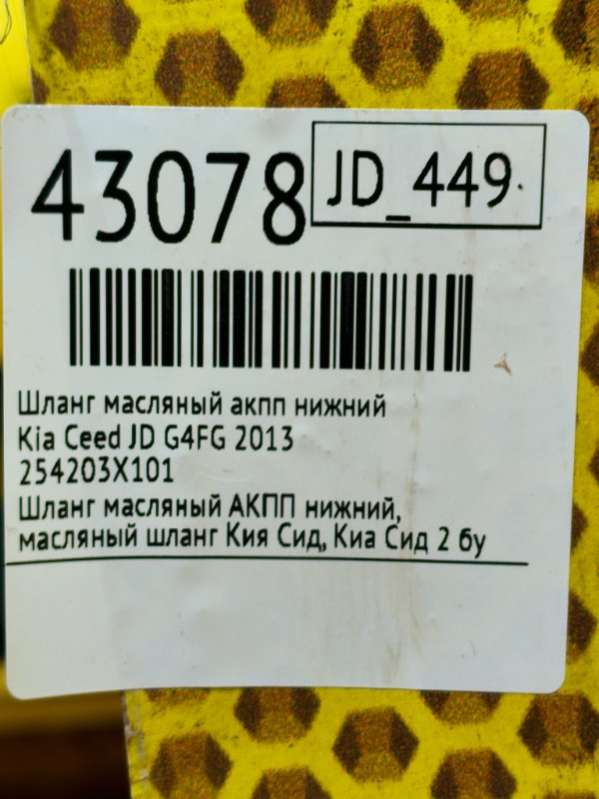 43078 JD_449
Шланг масляный акпп нижний
Kia Ceed JD G4FG 2013
254203X101
Шланг масляный АКПП нижний,
масляный шланг Кия Сид, Киа Сид 2 бу